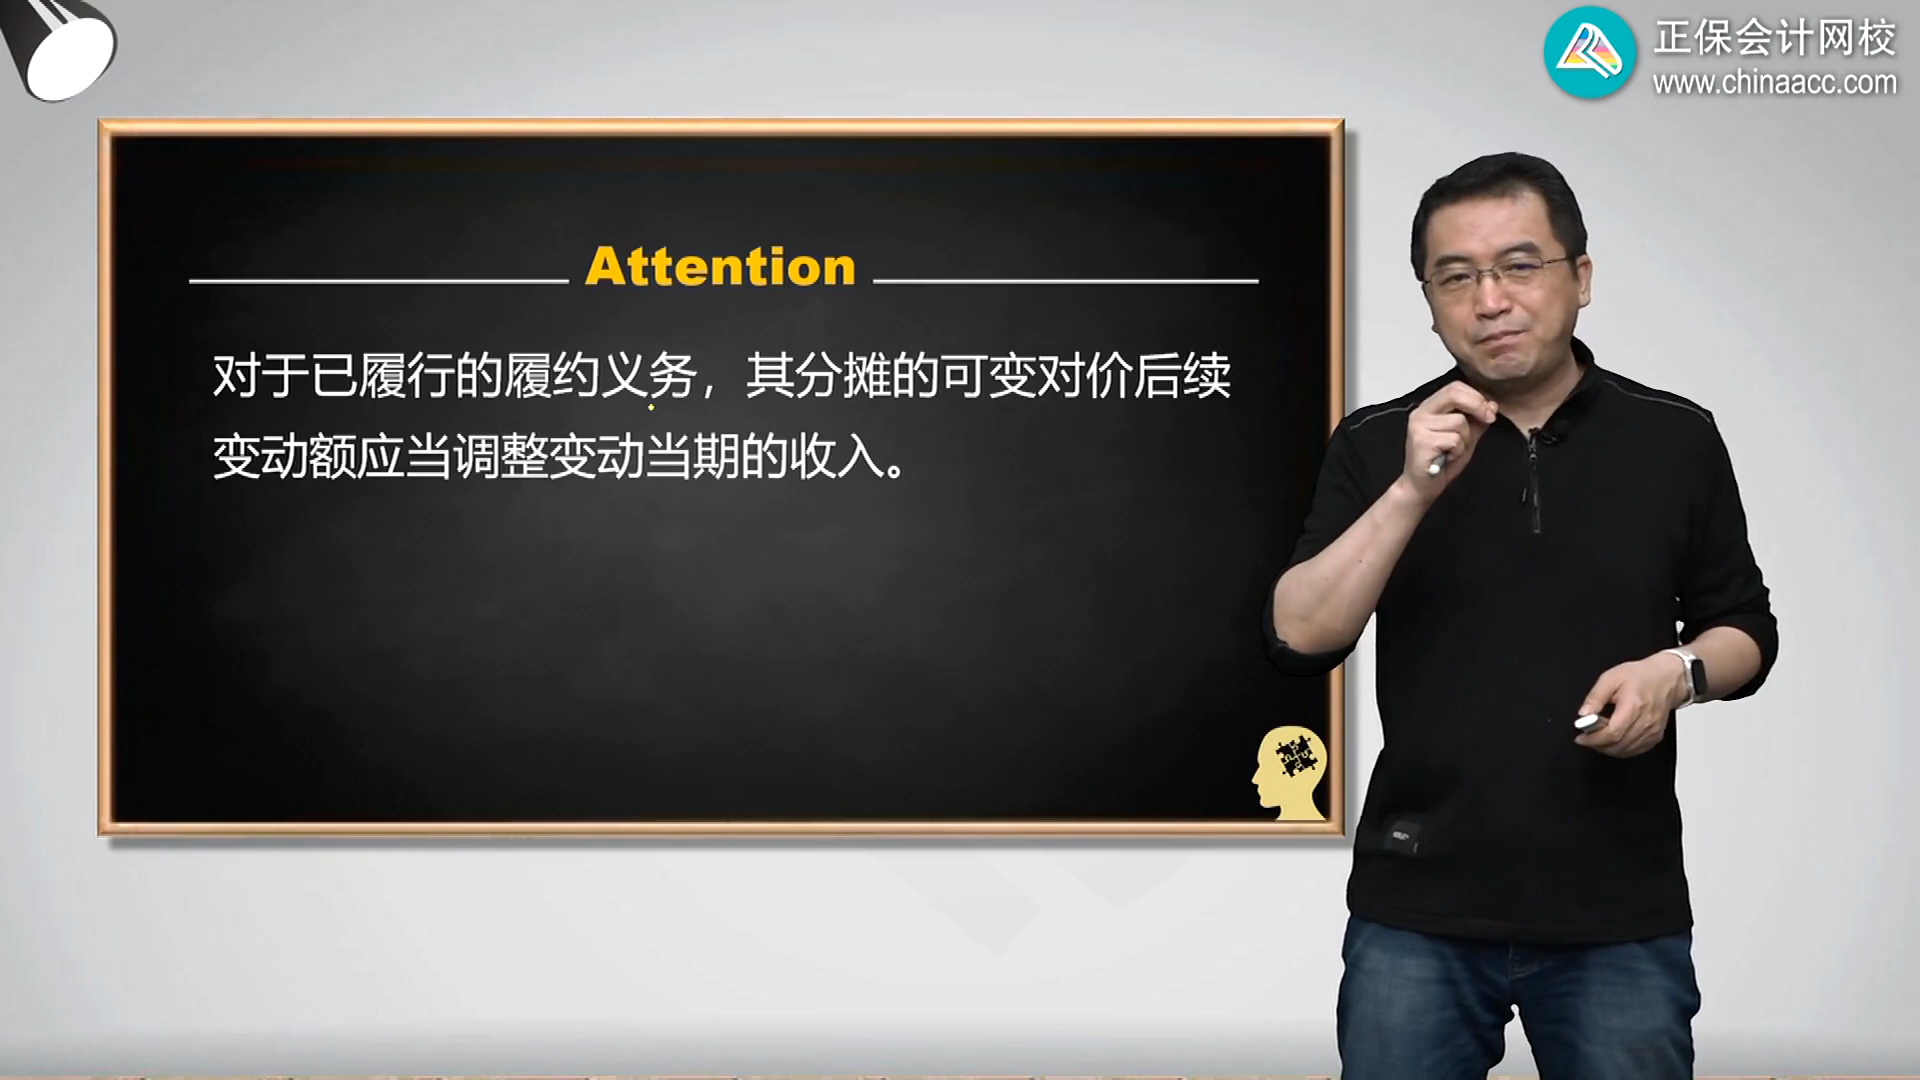 正保会计网校
www.chinaacc.com
Attention
对于已履行的履约义务，其分摊的可变对价后续
变动额应当调整变动当期的收入。